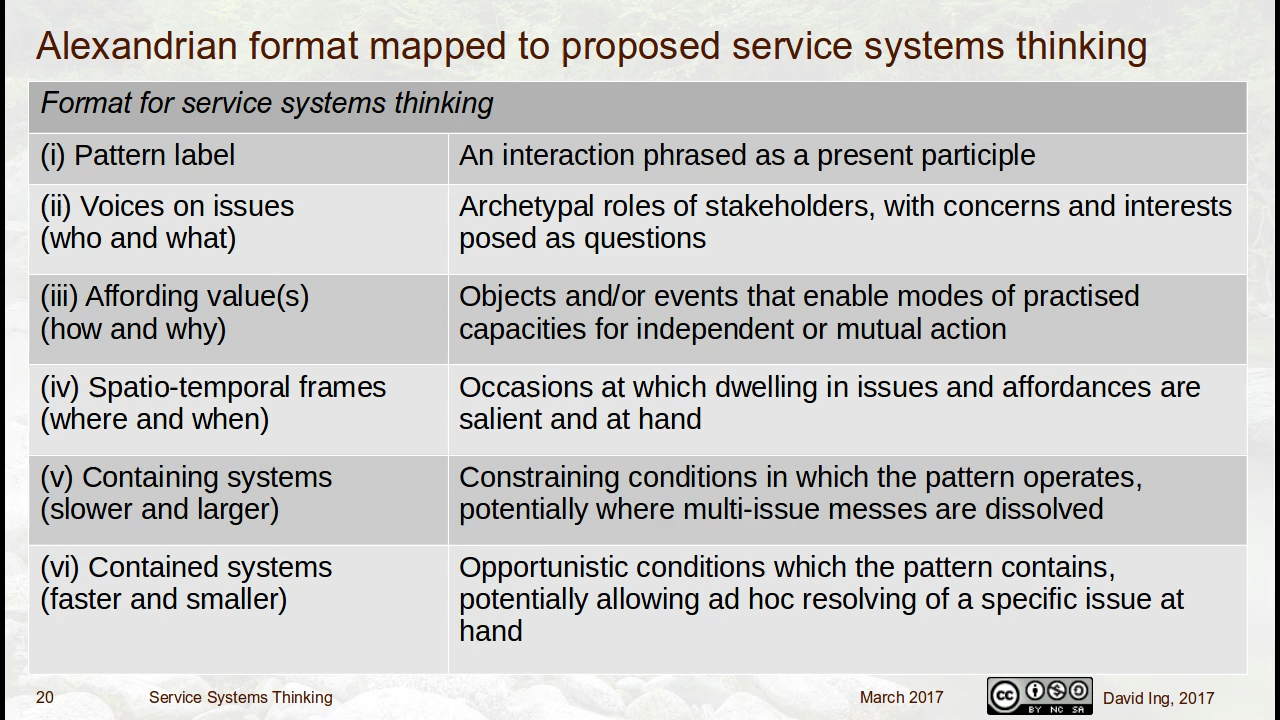 Alexandrian format mapped to proposed service systems thinking
Format for service systems thinking
(i) Pattern label
An interaction phrased as a present participle
(ii) Voices on issues
(who and what)
Archetypal roles of stakeholders, with concerns and interests
posed as questions
(iii) Affording value(s)
(how and why)
Objects and/or events that enable modes of practised
capacities for independent or mutual action
(iv) Spatio-temporal frames
(where and when)
Occasions at which dwelling in issues and affordances are
salient and at hand
(v) Containing systems
(slower and larger)
Constraining conditions in which the pattern operates,
potentially where multi-issue messes are dissolved
(vi) Contained systems
(faster and smaller)
Opportunistic conditions which the pattern contains,
potentially allowing ad hoc resolving of a specific issue at
hand
20
Service Systems Thinking
March 2017
cc
BY NC SA
David Ing, 2017